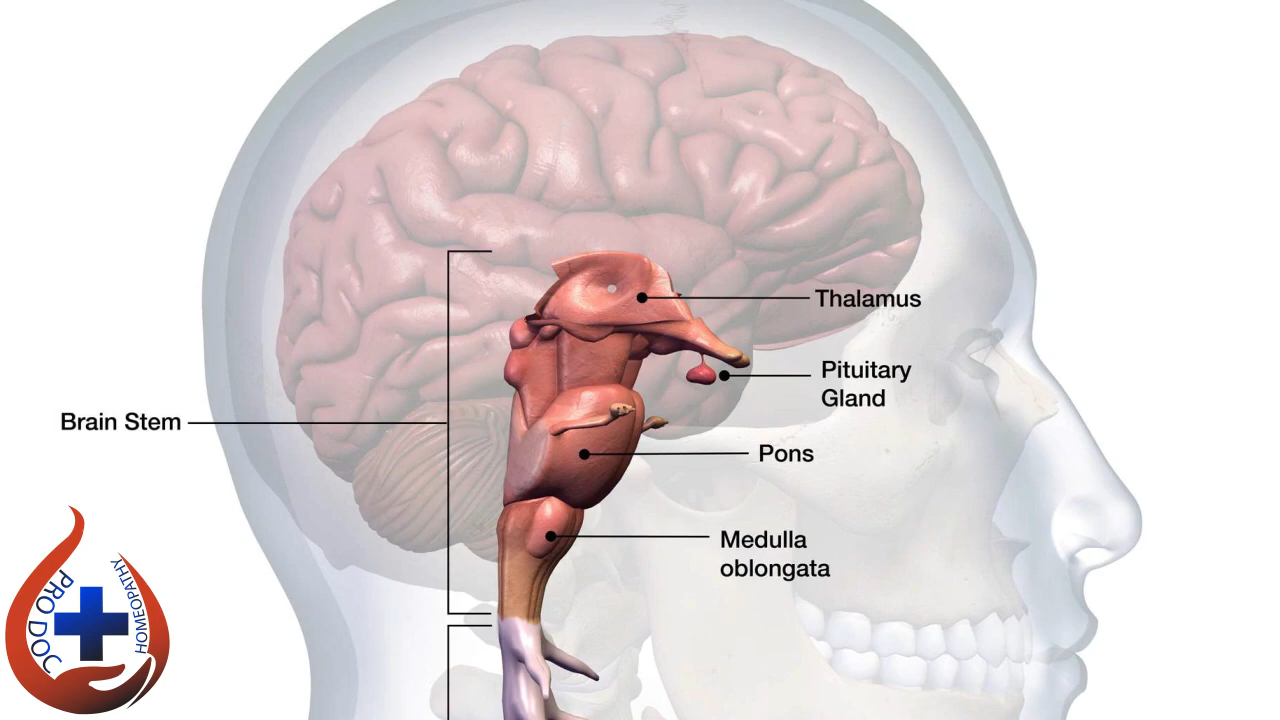 Thalamus
Pituitary
Gland
Brain Stem
Pons
Medulla
oblongata
PRO DOC
HOMEOPATHY